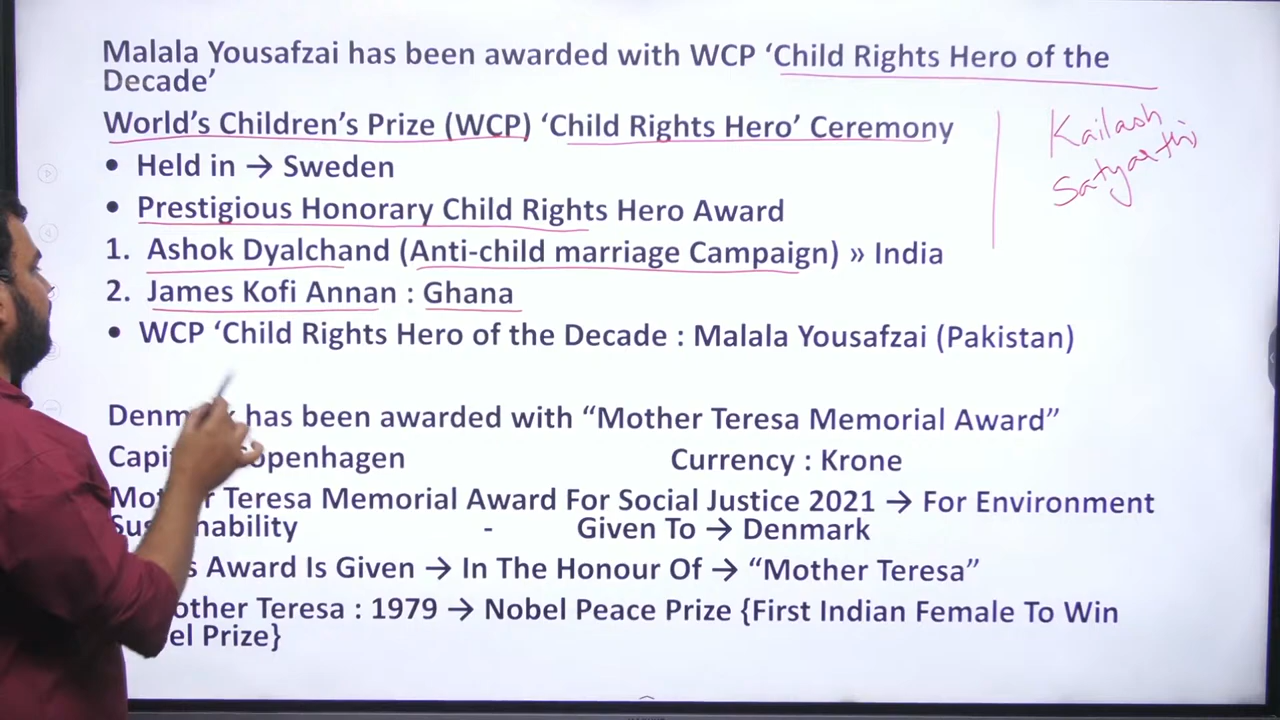 Malala Yousafzai has been awarded with WCP ‘Child Rights Hero of the
Decade’
World’s Children’s Prize (WCP) ‘Child Rights Hero’ Ceremony
Kailash
Satyarthi
• Held in → Sweden
• Prestigious Honorary Child Rights Hero Award
1. Ashok Dyalchand (Anti-child marriage Campaign) » India
2. James Kofi Annan : Ghana
• WCP ‘Child Rights Hero of the Decade : Malala Yousafzai (Pakistan)
has been awarded with “Mother Teresa Memorial Award”
Currency : Krone
Teresa Memorial Award For Social Justice 2021 → For Environment
- Given To → Denmark
Award Is Given → In The Honour Of → “Mother Teresa”
Teresa : 1979 → Nobel Peace Prize {First Indian Female To Win
Prize}